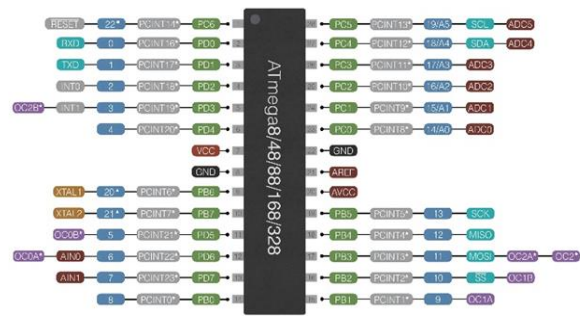 RESET 22* PCINT14* PC6 PC5 PCINT13* 19/A5 SCL ADC5
RXD 0 PCINT16* PD0 PC4 PCINT12* 18/A4 SDA ADC4
TXD 1 PCINT17* PD1 PC3 PCINT11* 17/A3 ADC3
INT0 2 PCINT18* PD2 PC2 PCINT10* 16/A2 ADC2
OC2B* INT1 3 PCINT19* PD3 PC1 PCINT9* 15/A1 ADC1
4 PCINT20* PD4 PC0 PCINT8* 14/A0 ADC0
VCC GND
GND AREF
XTAL1 20* PCINT6* PB6 AVCC
XTAL2 21* PCINT7* PB7 PB5 PCINT5* 13 SCK
OC0B* 5 PCINT21* PD5 PB4 PCINT4* 12 MISO
OC0A* AIN0 6 PCINT22* PD6 PB3 PCINT3* 11 MOSI OC2A* OC2*
AIN1 7 PCINT23* PD7 PB2 PCINT2* 10 SS OC1B
8 PCINT0* PB0 PB1 PCINT1* 9 OC1A
ATmega8/48/88/168/328